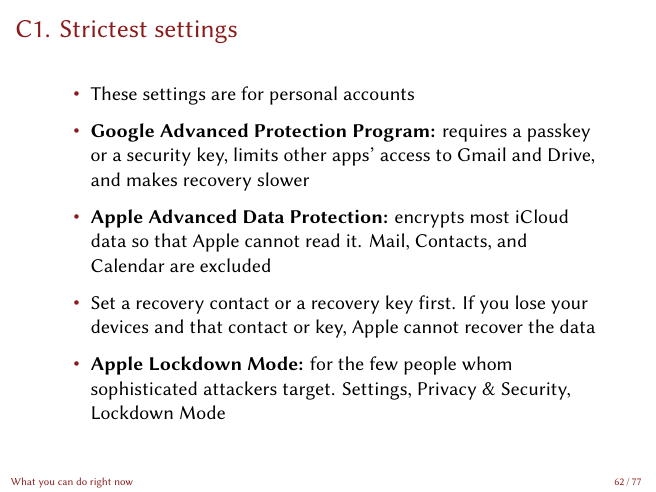 C1. Strictest settings
• These settings are for personal accounts
• Google Advanced Protection Program: requires a passkey
or a security key, limits other apps’ access to Gmail and Drive,
and makes recovery slower
• Apple Advanced Data Protection: encrypts most iCloud
data so that Apple cannot read it. Mail, Contacts, and
Calendar are excluded
• Set a recovery contact or a recovery key first. If you lose your
devices and that contact or key, Apple cannot recover the data
• Apple Lockdown Mode: for the few people whom
sophisticated attackers target. Settings, Privacy & Security,
Lockdown Mode
What you can do right now
62 / 77